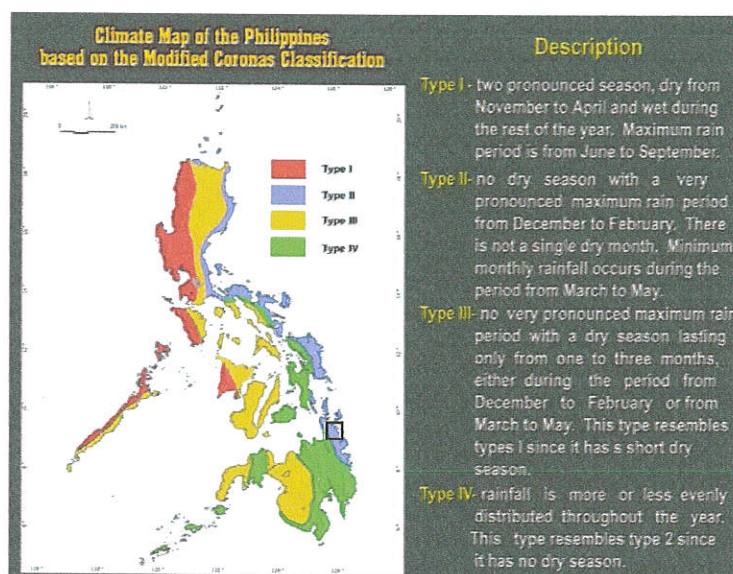 Climate Map of the Philippines
based on the Modified Coronas Classification
Type I
Type II
Type III
Type IV
Description
Type I - two pronounced season, dry from
November to April and wet during
the rest of the year. Maximum rain
period is from June to September.
Type II - no dry season with a very
pronounced maximum rain period
from December to February. There
is not a single dry month. Minimum
monthly rainfall occurs during the
period from March to May.
Type III - no very pronounced maximum rain
period with a dry season lasting
only from one to three months,
either during the period from
December to February or from
March to May. This type resembles
types I since it has s short dry
season.
Type IV - rainfall is more or less evenly
distributed throughout the year.
This type resembles type 2 since
it has no dry season.